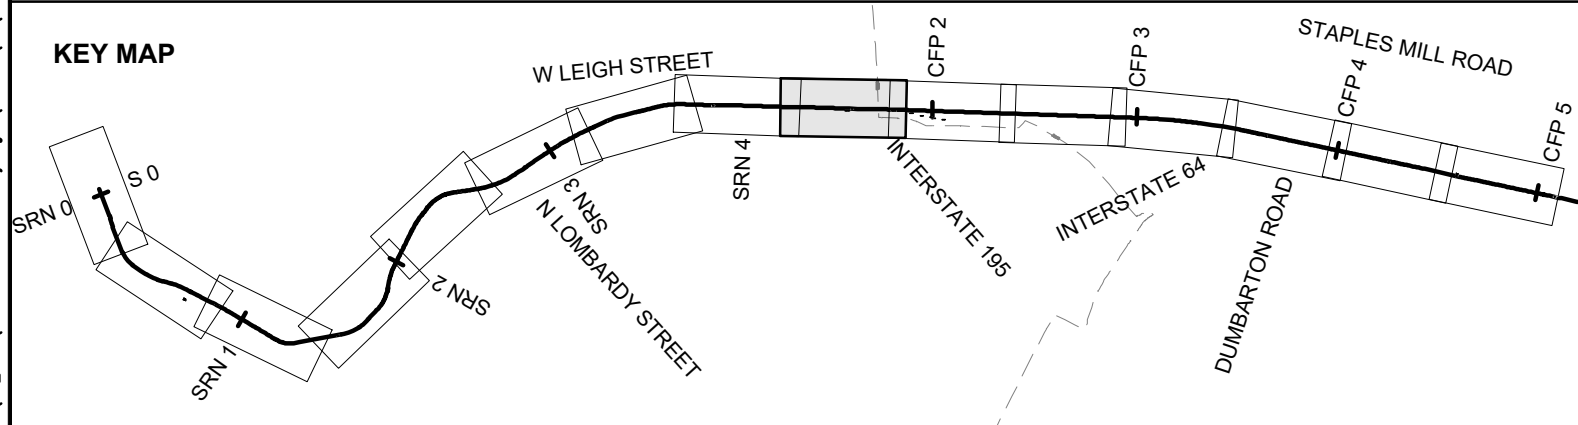 KEY MAP
W LEIGH STREET
CFP 2
CFP 3
STAPLES MILL ROAD
CFP 4
CFP 5
S 0
SRN 0
SRN 4
SRN 3
N LOMBARDY STREET
INTERSTATE 195
INTERSTATE 64
DUMBARTON ROAD
SRN 2
SRN 1